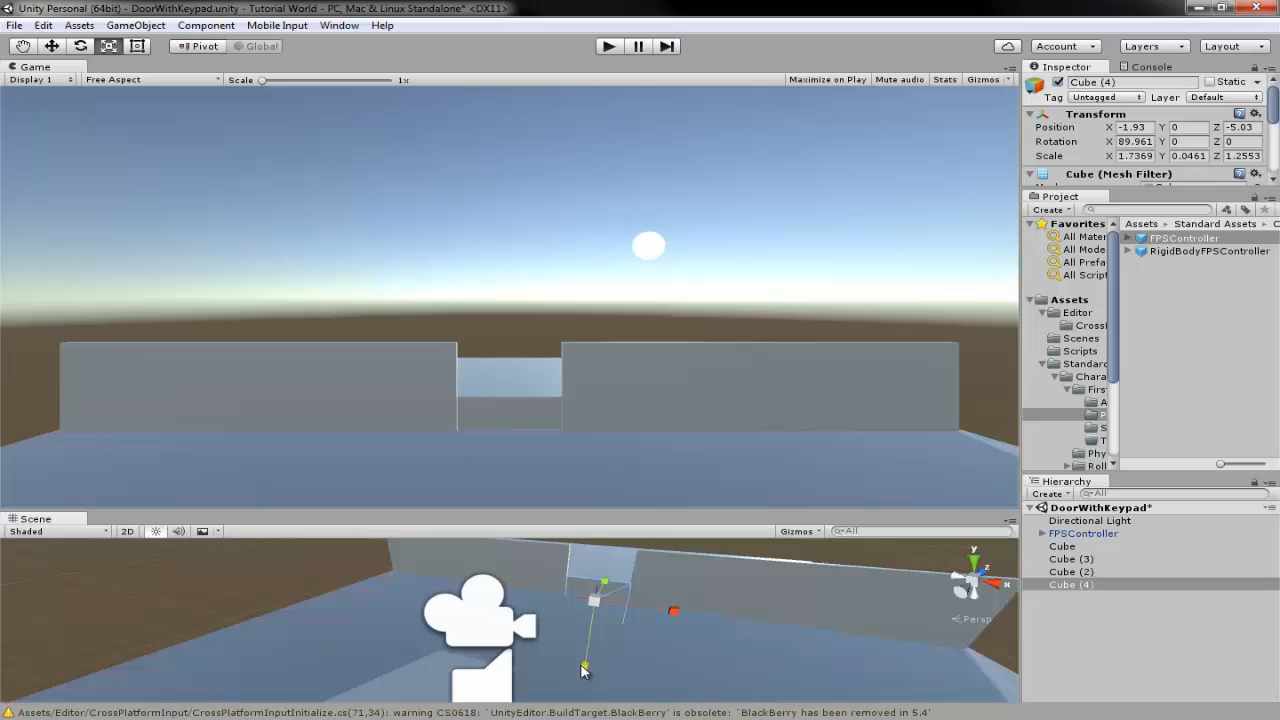 Unity Personal (64bit) - DoorWithKeypad.unity - Tutorial World - PC, Mac & Linux Standalone* <DX11>
File Edit Assets GameObject Component Mobile Input Window Help
Pivot Global Account Layers Layout
Game
Display 1 Free Aspect Scale 1x Maximize on Play Mute audio Stats Gizmos
Inspector Console
Cube (4) Static
Tag Untagged Layer Default
Transform
Position X -1.93 Y 0 Z -5.03
Rotation X 89.961 Y 0 Z 0
Scale X 1.7369 Y 0.0461 Z 1.2553
Cube (Mesh Filter)
Project
Create
Favorites
All Mater
All Mode
All Prefa
All Script
Assets
Editor
Crossl
Scenes
Scripts
Standar
Chara
Firs
A
P
S
T
Phy
Roll
Assets Standard Assets C
FPSController
RigidBodyFPSController
Hierarchy
Create All
DoorWithKeypad*
Directional Light
FPSController
Cube
Cube (3)
Cube (2)
Cube (4)
Scene
Shaded 2D Gizmos All
y
z
x
Persp
Assets/Editor/CrossPlatformInput/CrossPlatformInputInitialize.cs(71,34): warning CS0618: `UnityEditor.BuildTarget.BlackBerry' is obsolete: `BlackBerry has been removed in 5.4'